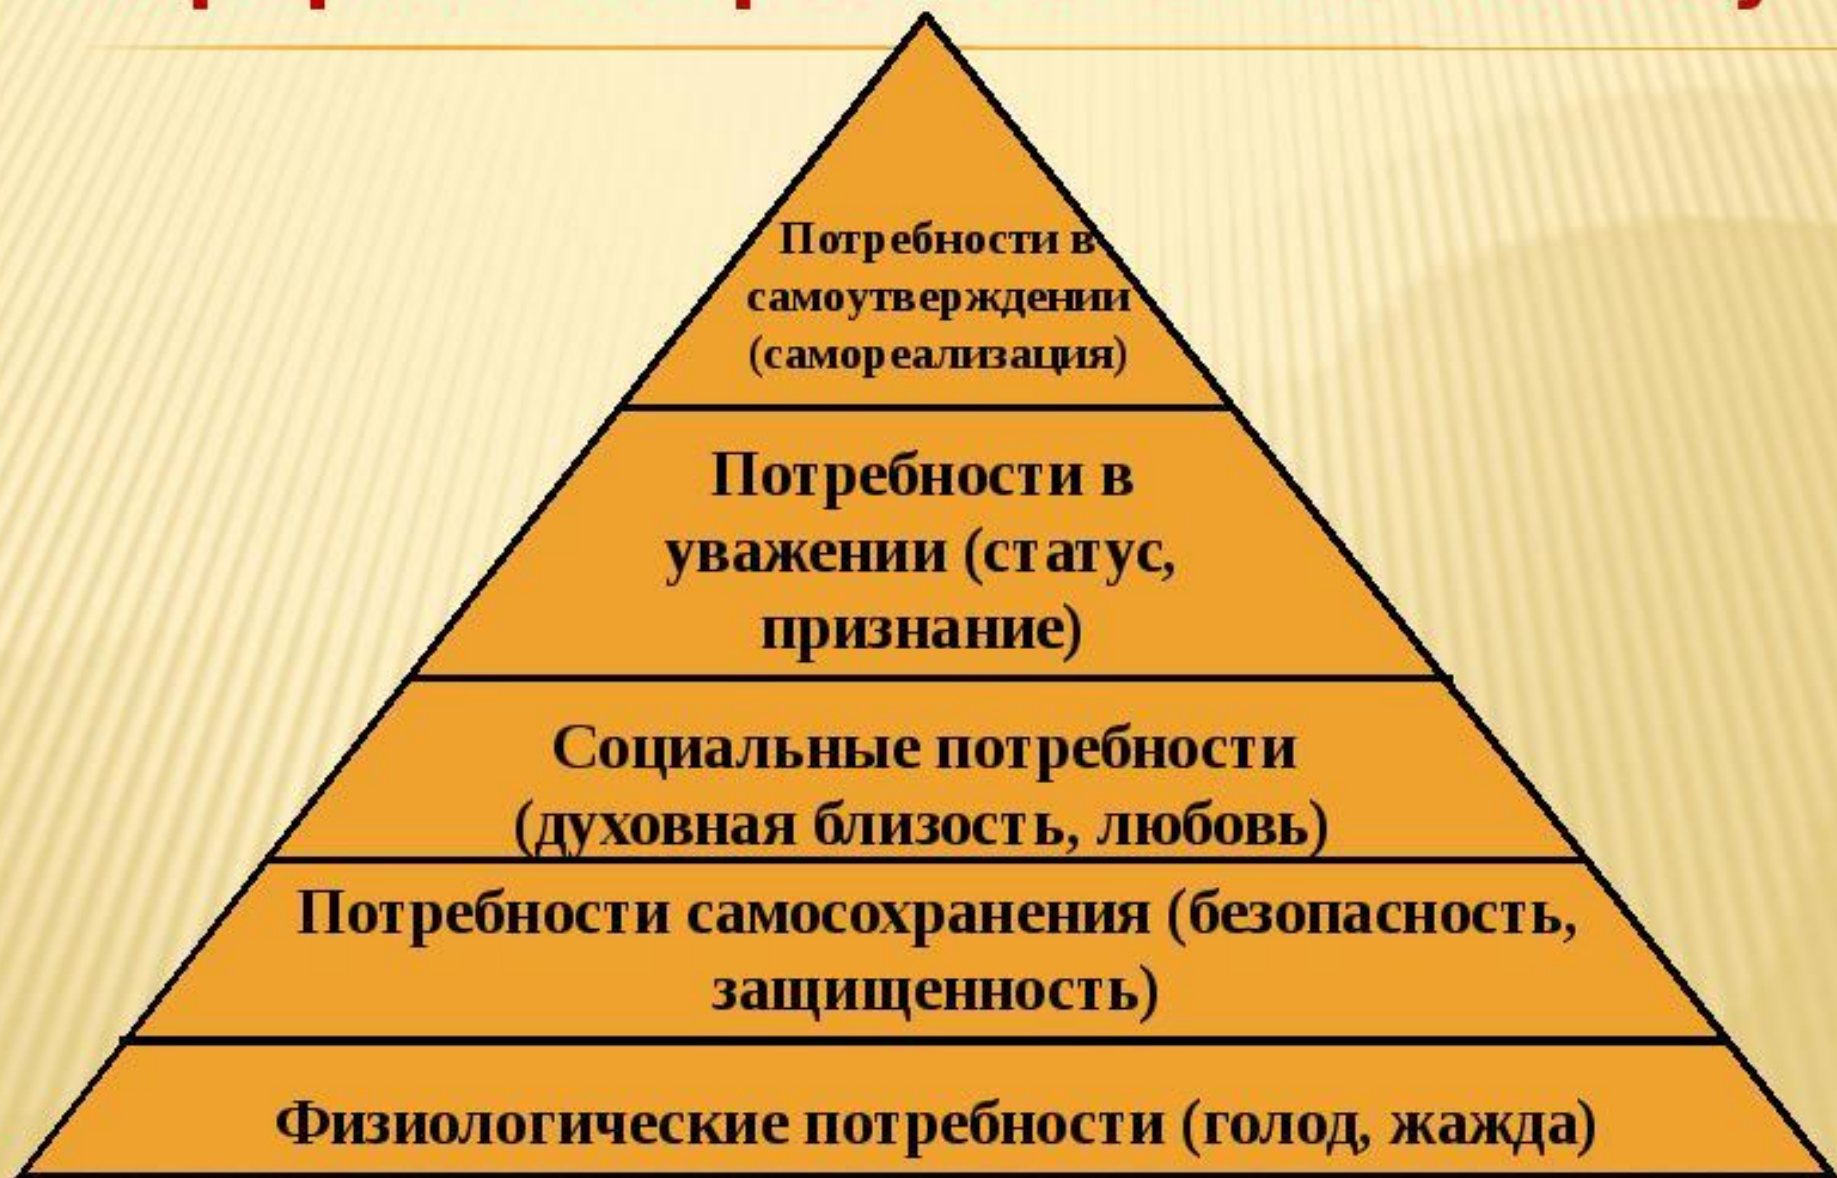 Потребности в
самоутверждении
(самореализация)
Потребности в
уважении (статус,
признание)
Социальные потребности
(духовная близость, любовь)
Потребности самосохранения (безопасность,
защищенность)
Физиологические потребности (голод, жажда)